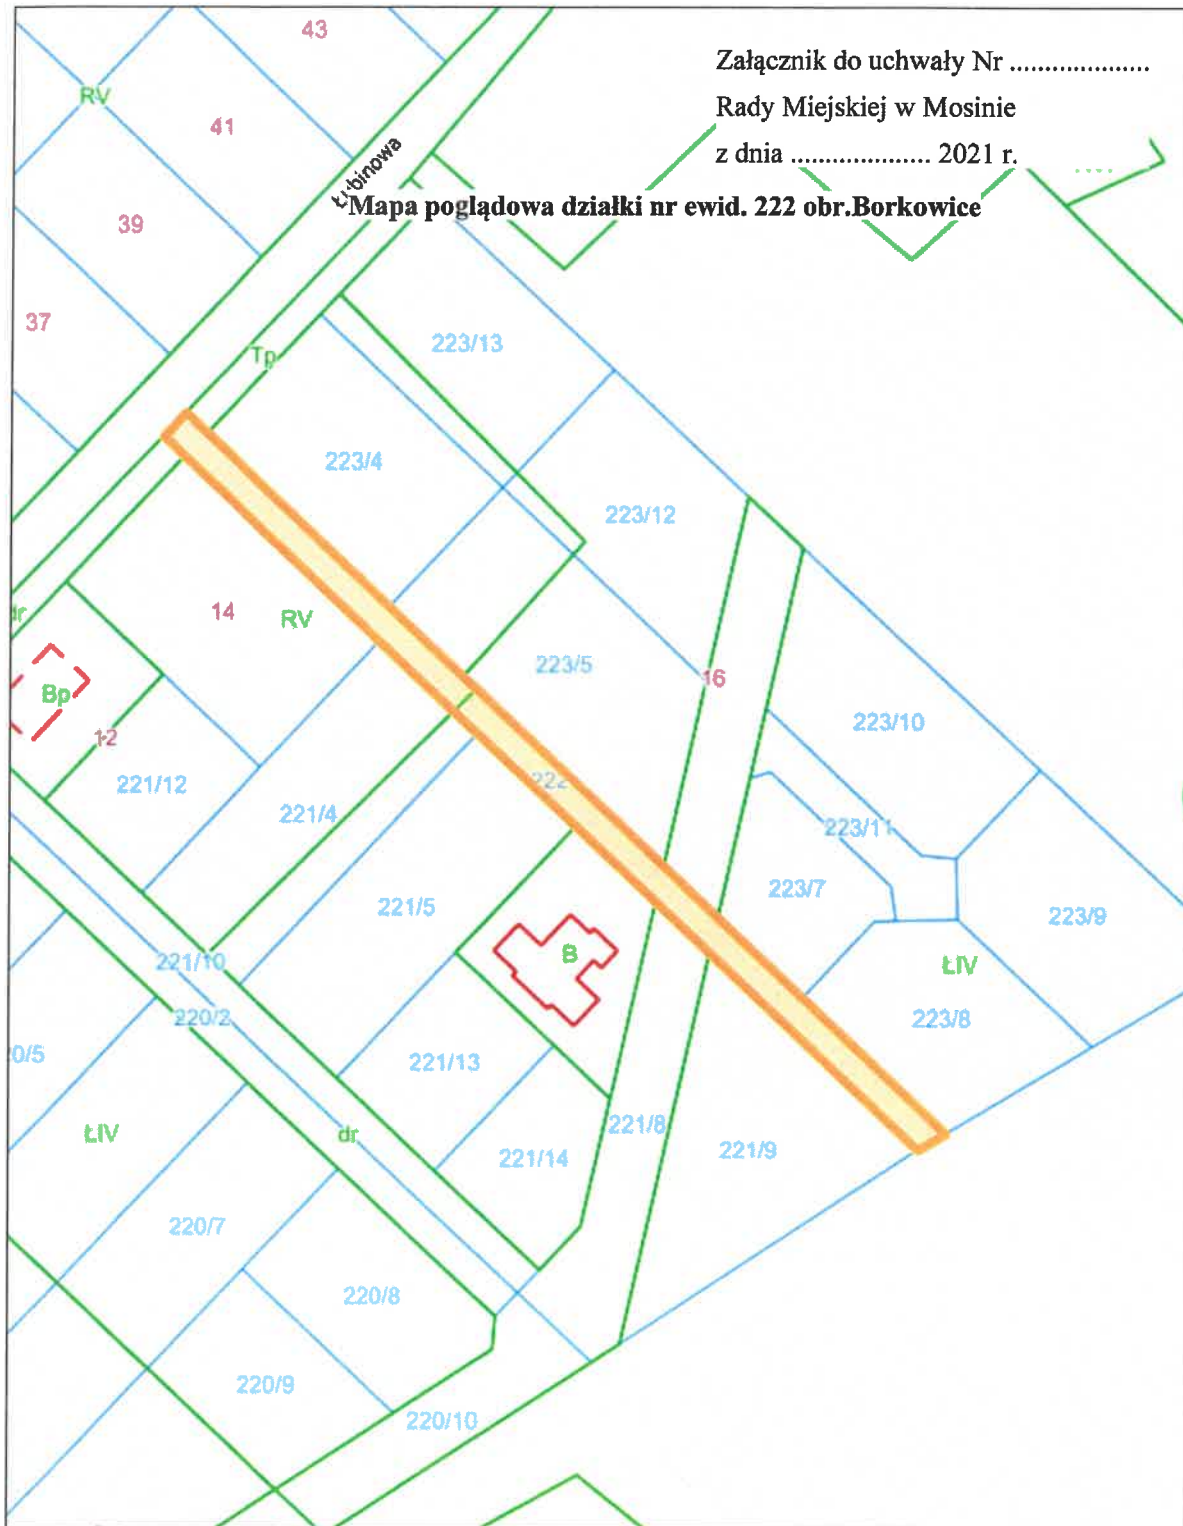 43
Załącznik do uchwały Nr ....................
RV
Rady Miejskiej w Mosinie
41
z dnia .................... 2021 r.
Łubinowa
Mapa poglądowa działki nr ewid. 222 obr.Borkowice
39
37
Tp
223/13
223/4
223/12
dr
14
RV
223/5
16
Bp
12
223/10
221/12
222
221/4
223/11
223/7
221/5
223/9
B
221/10
ŁIV
220/2
223/8
0/5
221/13
221/8
ŁIV
dr
221/9
221/14
220/7
220/8
220/9
220/10